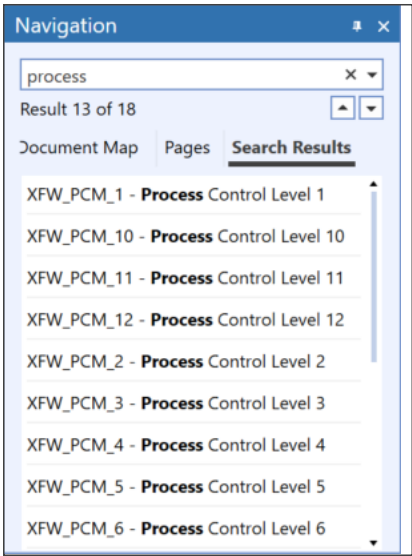 Navigation
process
Result 13 of 18
Document Map Pages Search Results
XFW_PCM_1 - Process Control Level 1
XFW_PCM_10 - Process Control Level 10
XFW_PCM_11 - Process Control Level 11
XFW_PCM_12 - Process Control Level 12
XFW_PCM_2 - Process Control Level 2
XFW_PCM_3 - Process Control Level 3
XFW_PCM_4 - Process Control Level 4
XFW_PCM_5 - Process Control Level 5
XFW_PCM_6 - Process Control Level 6